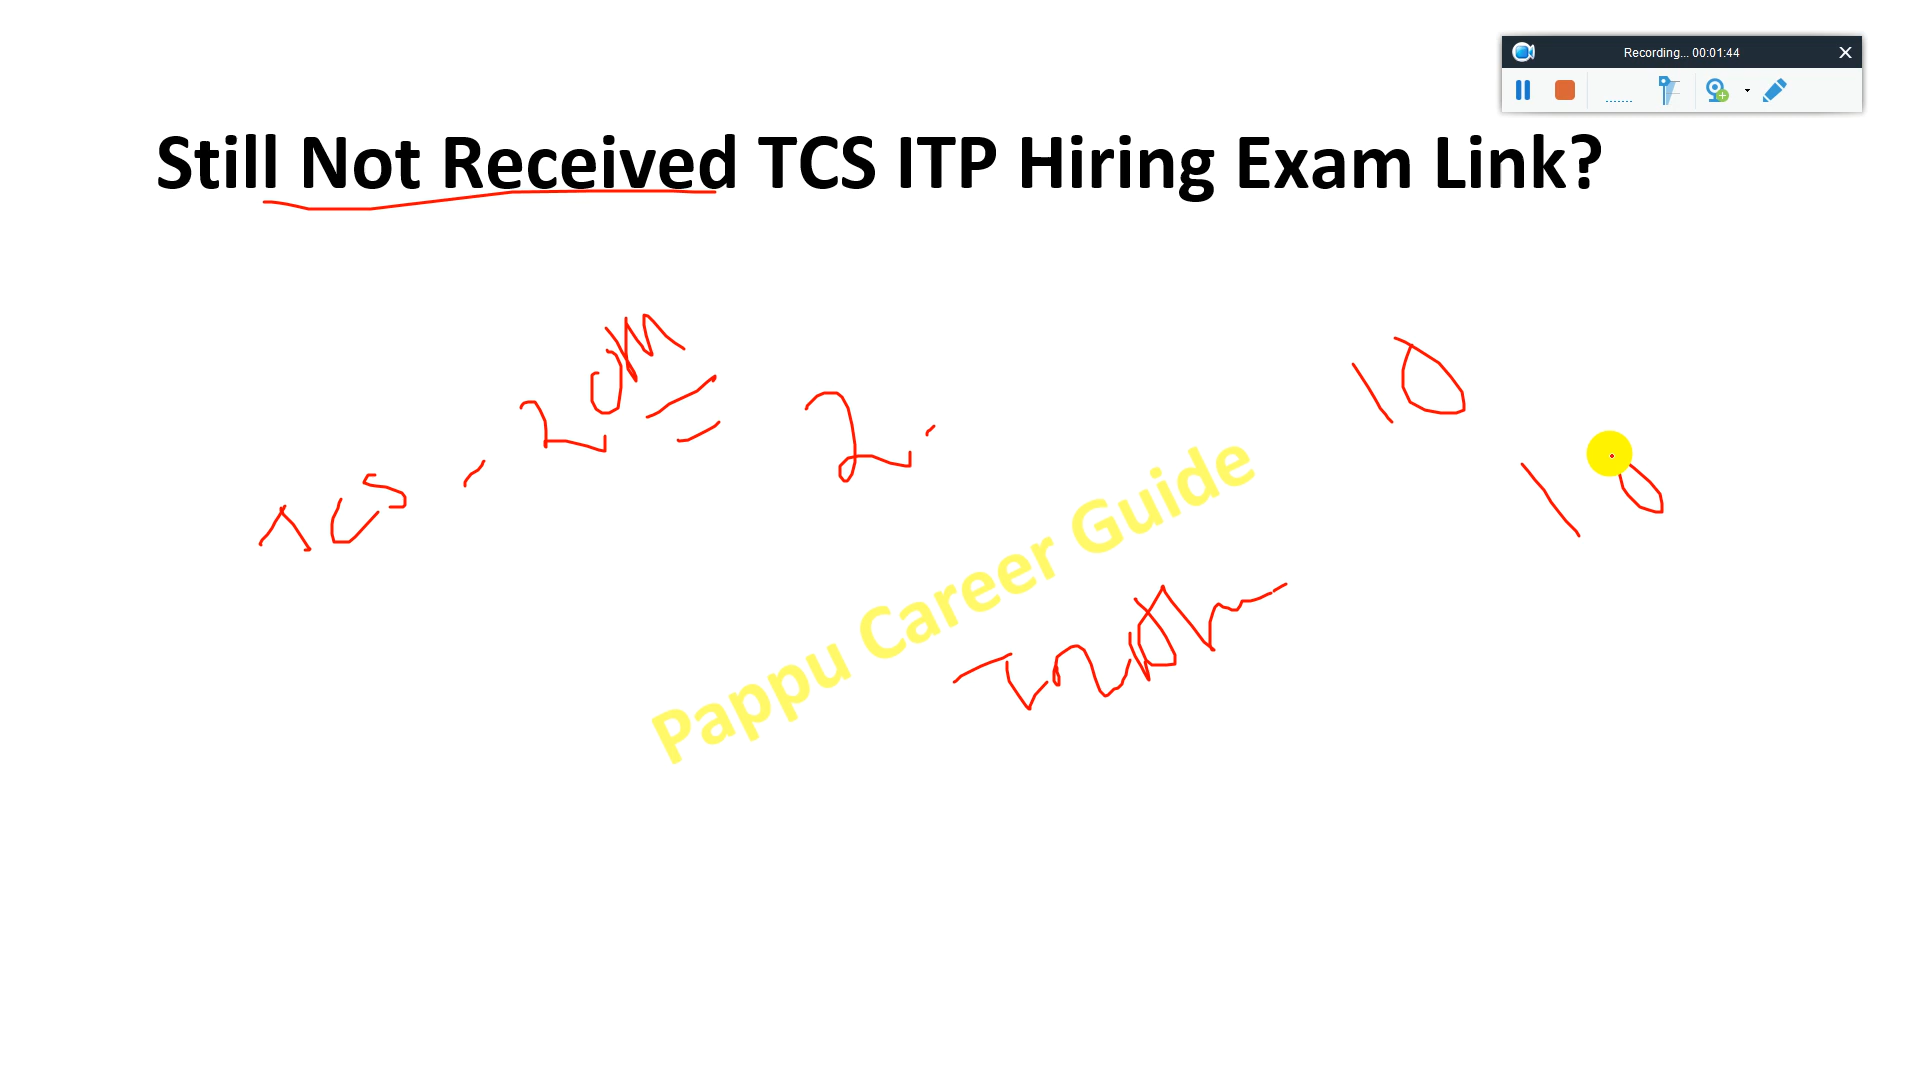 Recording... 00:01:44
Still Not Received TCS ITP Hiring Exam Link?
TCS - 20M
2.
10
10
Pappu Career Guide